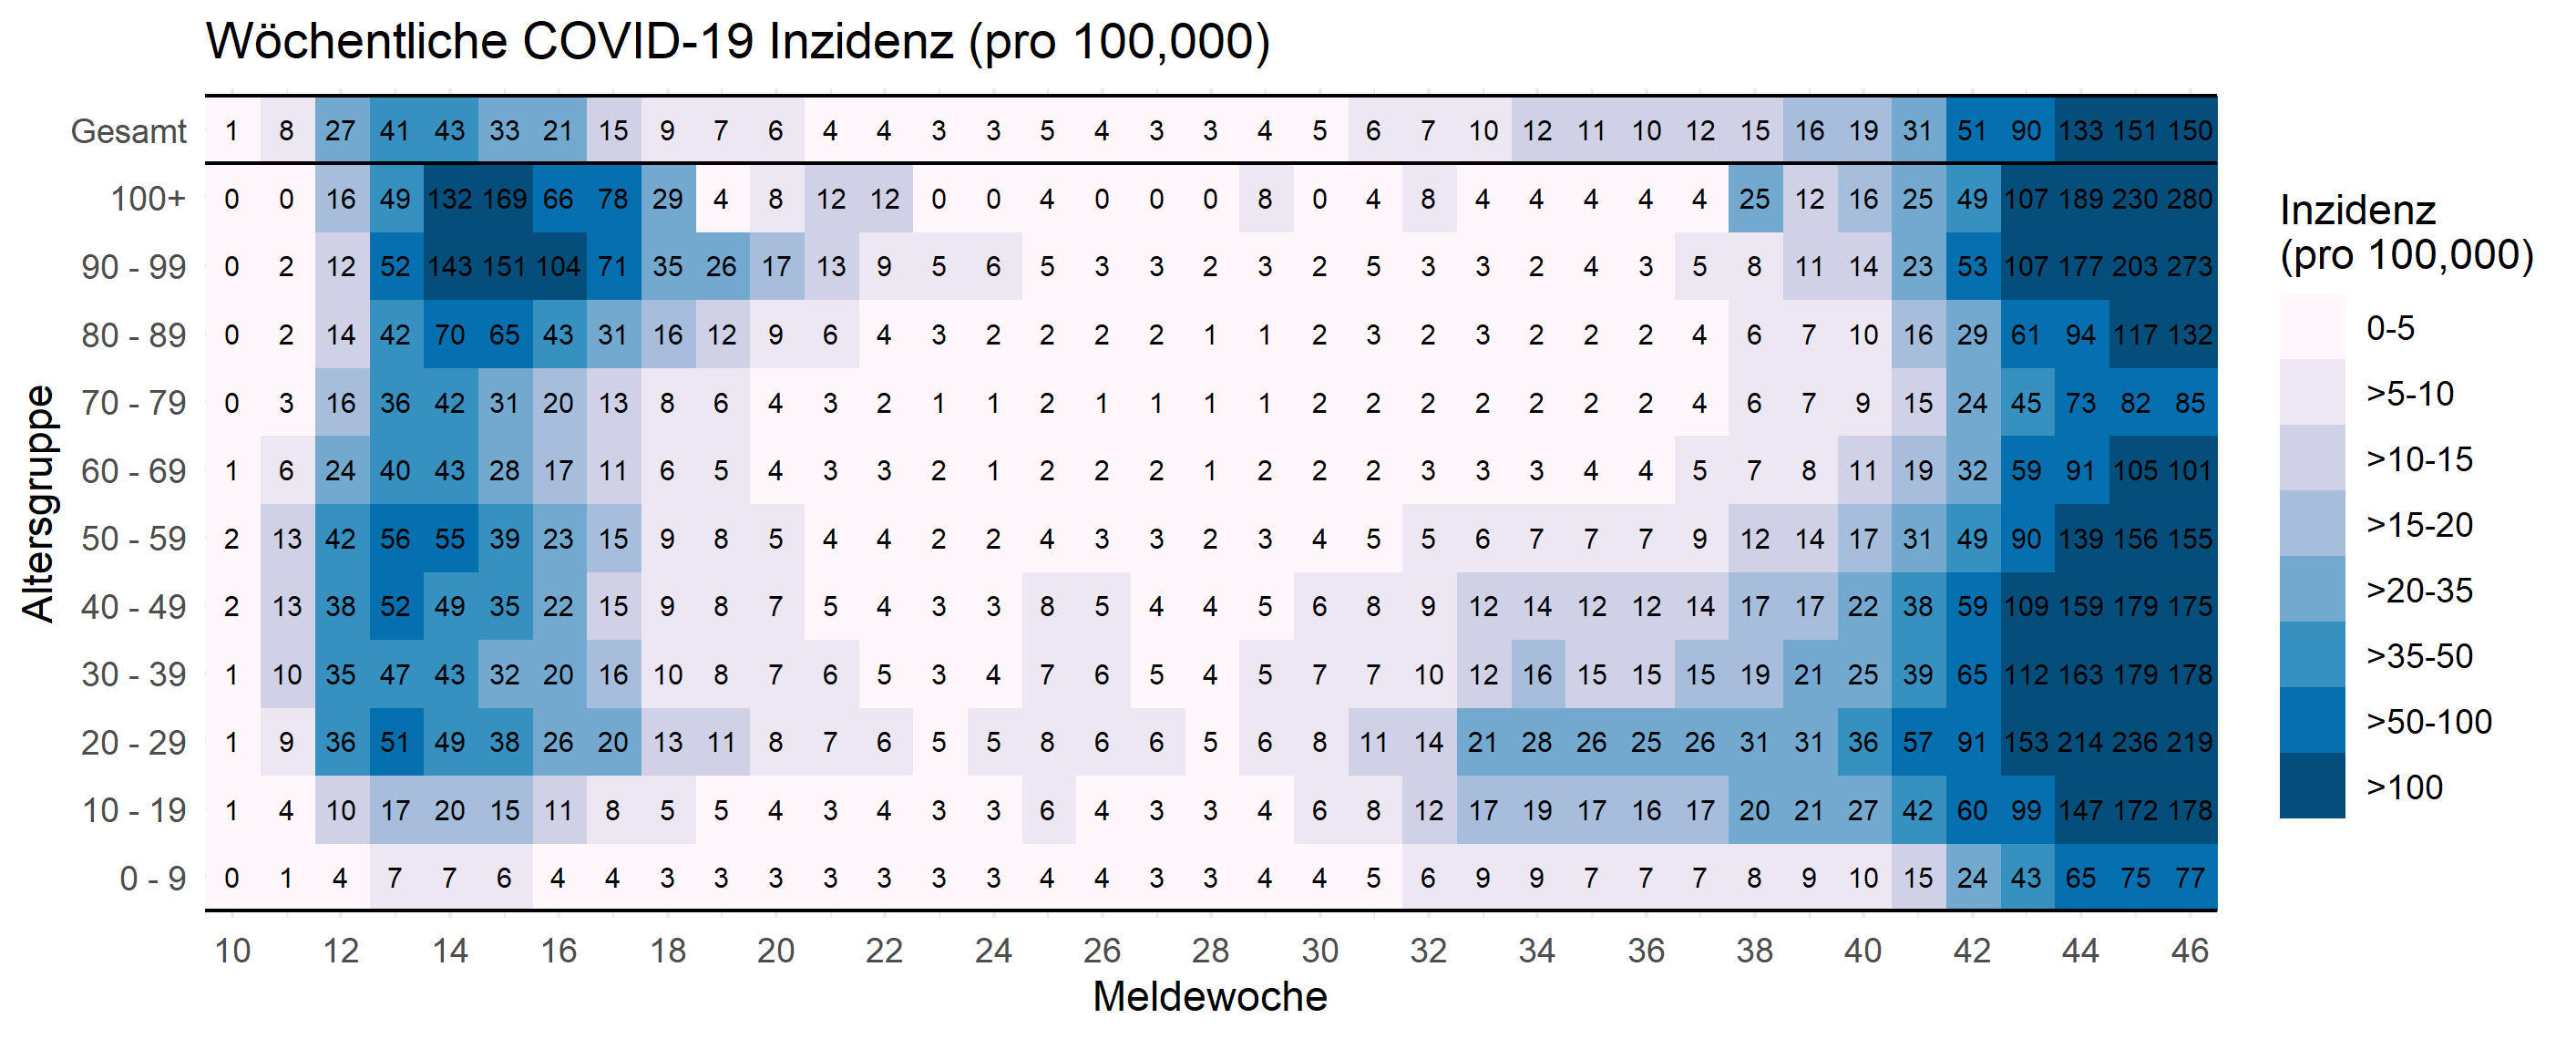 Wöchentliche COVID-19 Inzidenz (pro 100,000)
Gesamt 1 8 27 41 43 33 21 15 9 7 6 4 4 3 3 5 4 3 3 4 5 6 7 10 12 11 10 12 15 16 19 31 51 90 133 151 150
100+ 0 0 16 49 132 169 66 78 29 4 8 12 12 0 0 4 0 0 0 8 0 4 8 4 4 4 4 4 25 12 16 25 49 107 189 230 280
90 - 99 0 2 12 52 143 151 104 71 35 26 17 13 9 5 6 5 3 3 2 3 2 5 3 3 2 4 3 5 8 11 14 23 53 107 177 203 273
80 - 89 0 2 14 42 70 65 43 31 16 12 9 6 4 3 2 2 2 2 1 1 2 3 2 3 2 2 2 4 6 7 10 16 29 61 94 117 132
70 - 79 0 3 16 36 42 31 20 13 8 6 4 3 2 1 1 2 1 1 1 1 2 2 2 2 2 2 2 4 6 7 9 15 24 45 73 82 85
60 - 69 1 6 24 40 43 28 17 11 6 5 4 3 3 2 1 2 2 2 1 2 2 2 3 3 3 4 4 5 7 8 11 19 32 59 91 105 101
50 - 59 2 13 42 56 55 39 23 15 9 8 5 4 4 2 2 4 3 3 2 3 4 5 5 6 7 7 7 9 12 14 17 31 49 90 139 156 155
40 - 49 2 13 38 52 49 35 22 15 9 8 7 5 4 3 3 8 5 4 4 5 6 8 9 12 14 12 12 14 17 17 22 38 59 109 159 179 175
30 - 39 1 10 35 47 43 32 20 16 10 8 7 6 5 3 4 7 6 5 4 5 7 7 10 12 16 15 15 15 19 21 25 39 65 112 163 179 178
20 - 29 1 9 36 51 49 38 26 20 13 11 8 7 6 5 5 8 6 6 5 6 8 11 14 21 28 26 25 26 31 31 36 57 91 153 214 236 219
10 - 19 1 4 10 17 20 15 11 8 5 5 4 3 4 3 3 6 4 3 3 4 6 8 12 17 19 17 16 17 20 21 27 42 60 99 147 172 178
0 - 9 0 1 4 7 7 6 4 4 3 3 3 3 3 3 3 4 4 3 3 4 4 5 6 9 9 7 7 7 8 9 10 15 24 43 65 75 77
10 12 14 16 18 20 22 24 26 28 30 32 34 36 38 40 42 44 46
Meldewoche
Altersgruppe
Inzidenz
(pro 100,000)
0-5
>5-10
>10-15
>15-20
>20-35
>35-50
>50-100
>100